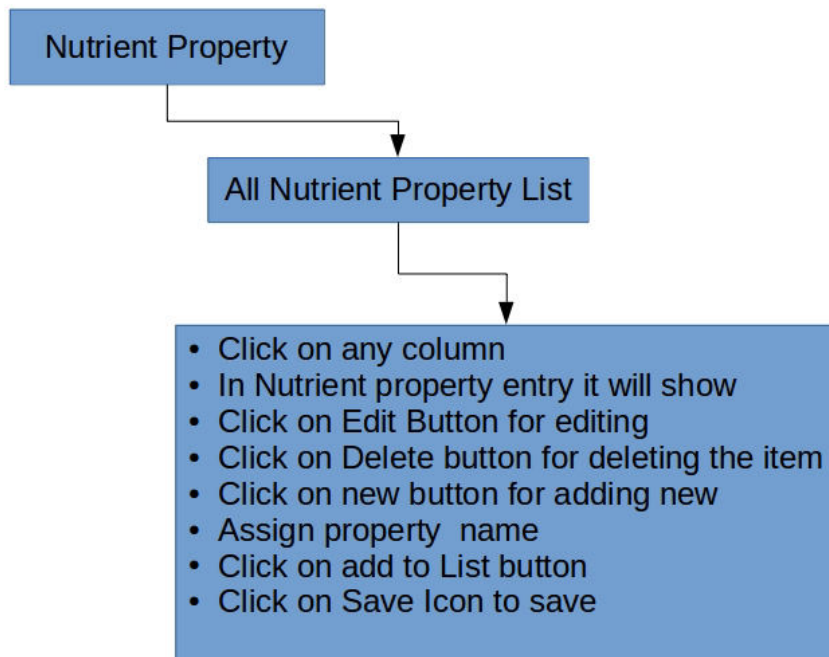 Nutrient Property
All Nutrient Property List
• Click on any column
• In Nutrient property entry it will show
• Click on Edit Button for editing
• Click on Delete button for deleting the item
• Click on new button for adding new
• Assign property  name
• Click on add to List button
• Click on Save Icon to save